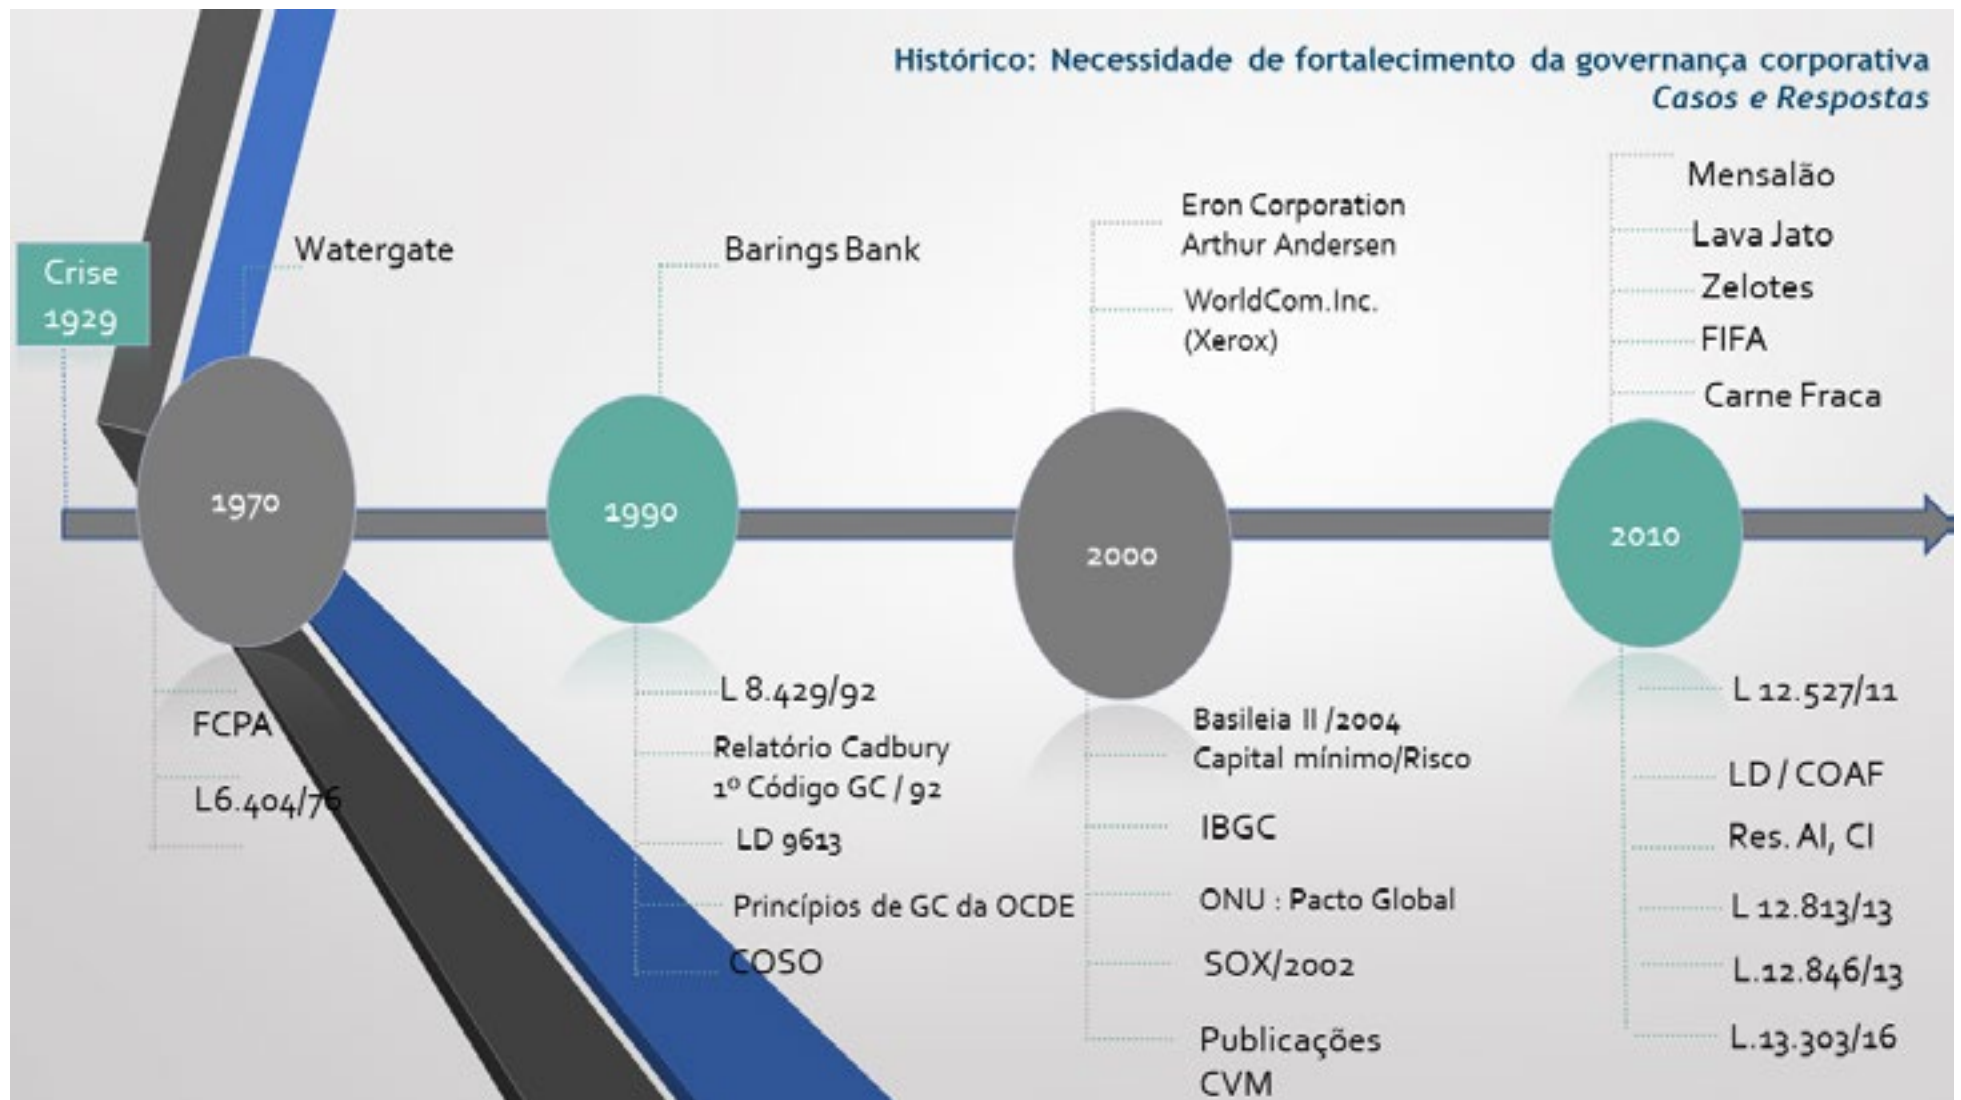 Histórico: Necessidade de fortalecimento da governança corporativa
Casos e Respostas
Crise
1929
Watergate
1970
FCPA
L6.404/76
Barings Bank
1990
L 8.429/92
Relatório Cadbury
1º Código GC / 92
LD 9613
Princípios de GC da OCDE
COSO
Eron Corporation
Arthur Andersen
WorldCom.Inc.
(Xerox)
2000
Basileia II /2004
Capital mínimo/Risco
IBGC
ONU : Pacto Global
SOX/2002
Publicações
CVM
Mensalão
Lava Jato
Zelotes
FIFA
Carne Fraca
2010
L 12.527/11
LD / COAF
Res. AI, CI
L 12.813/13
L.12.846/13
L.13.303/16